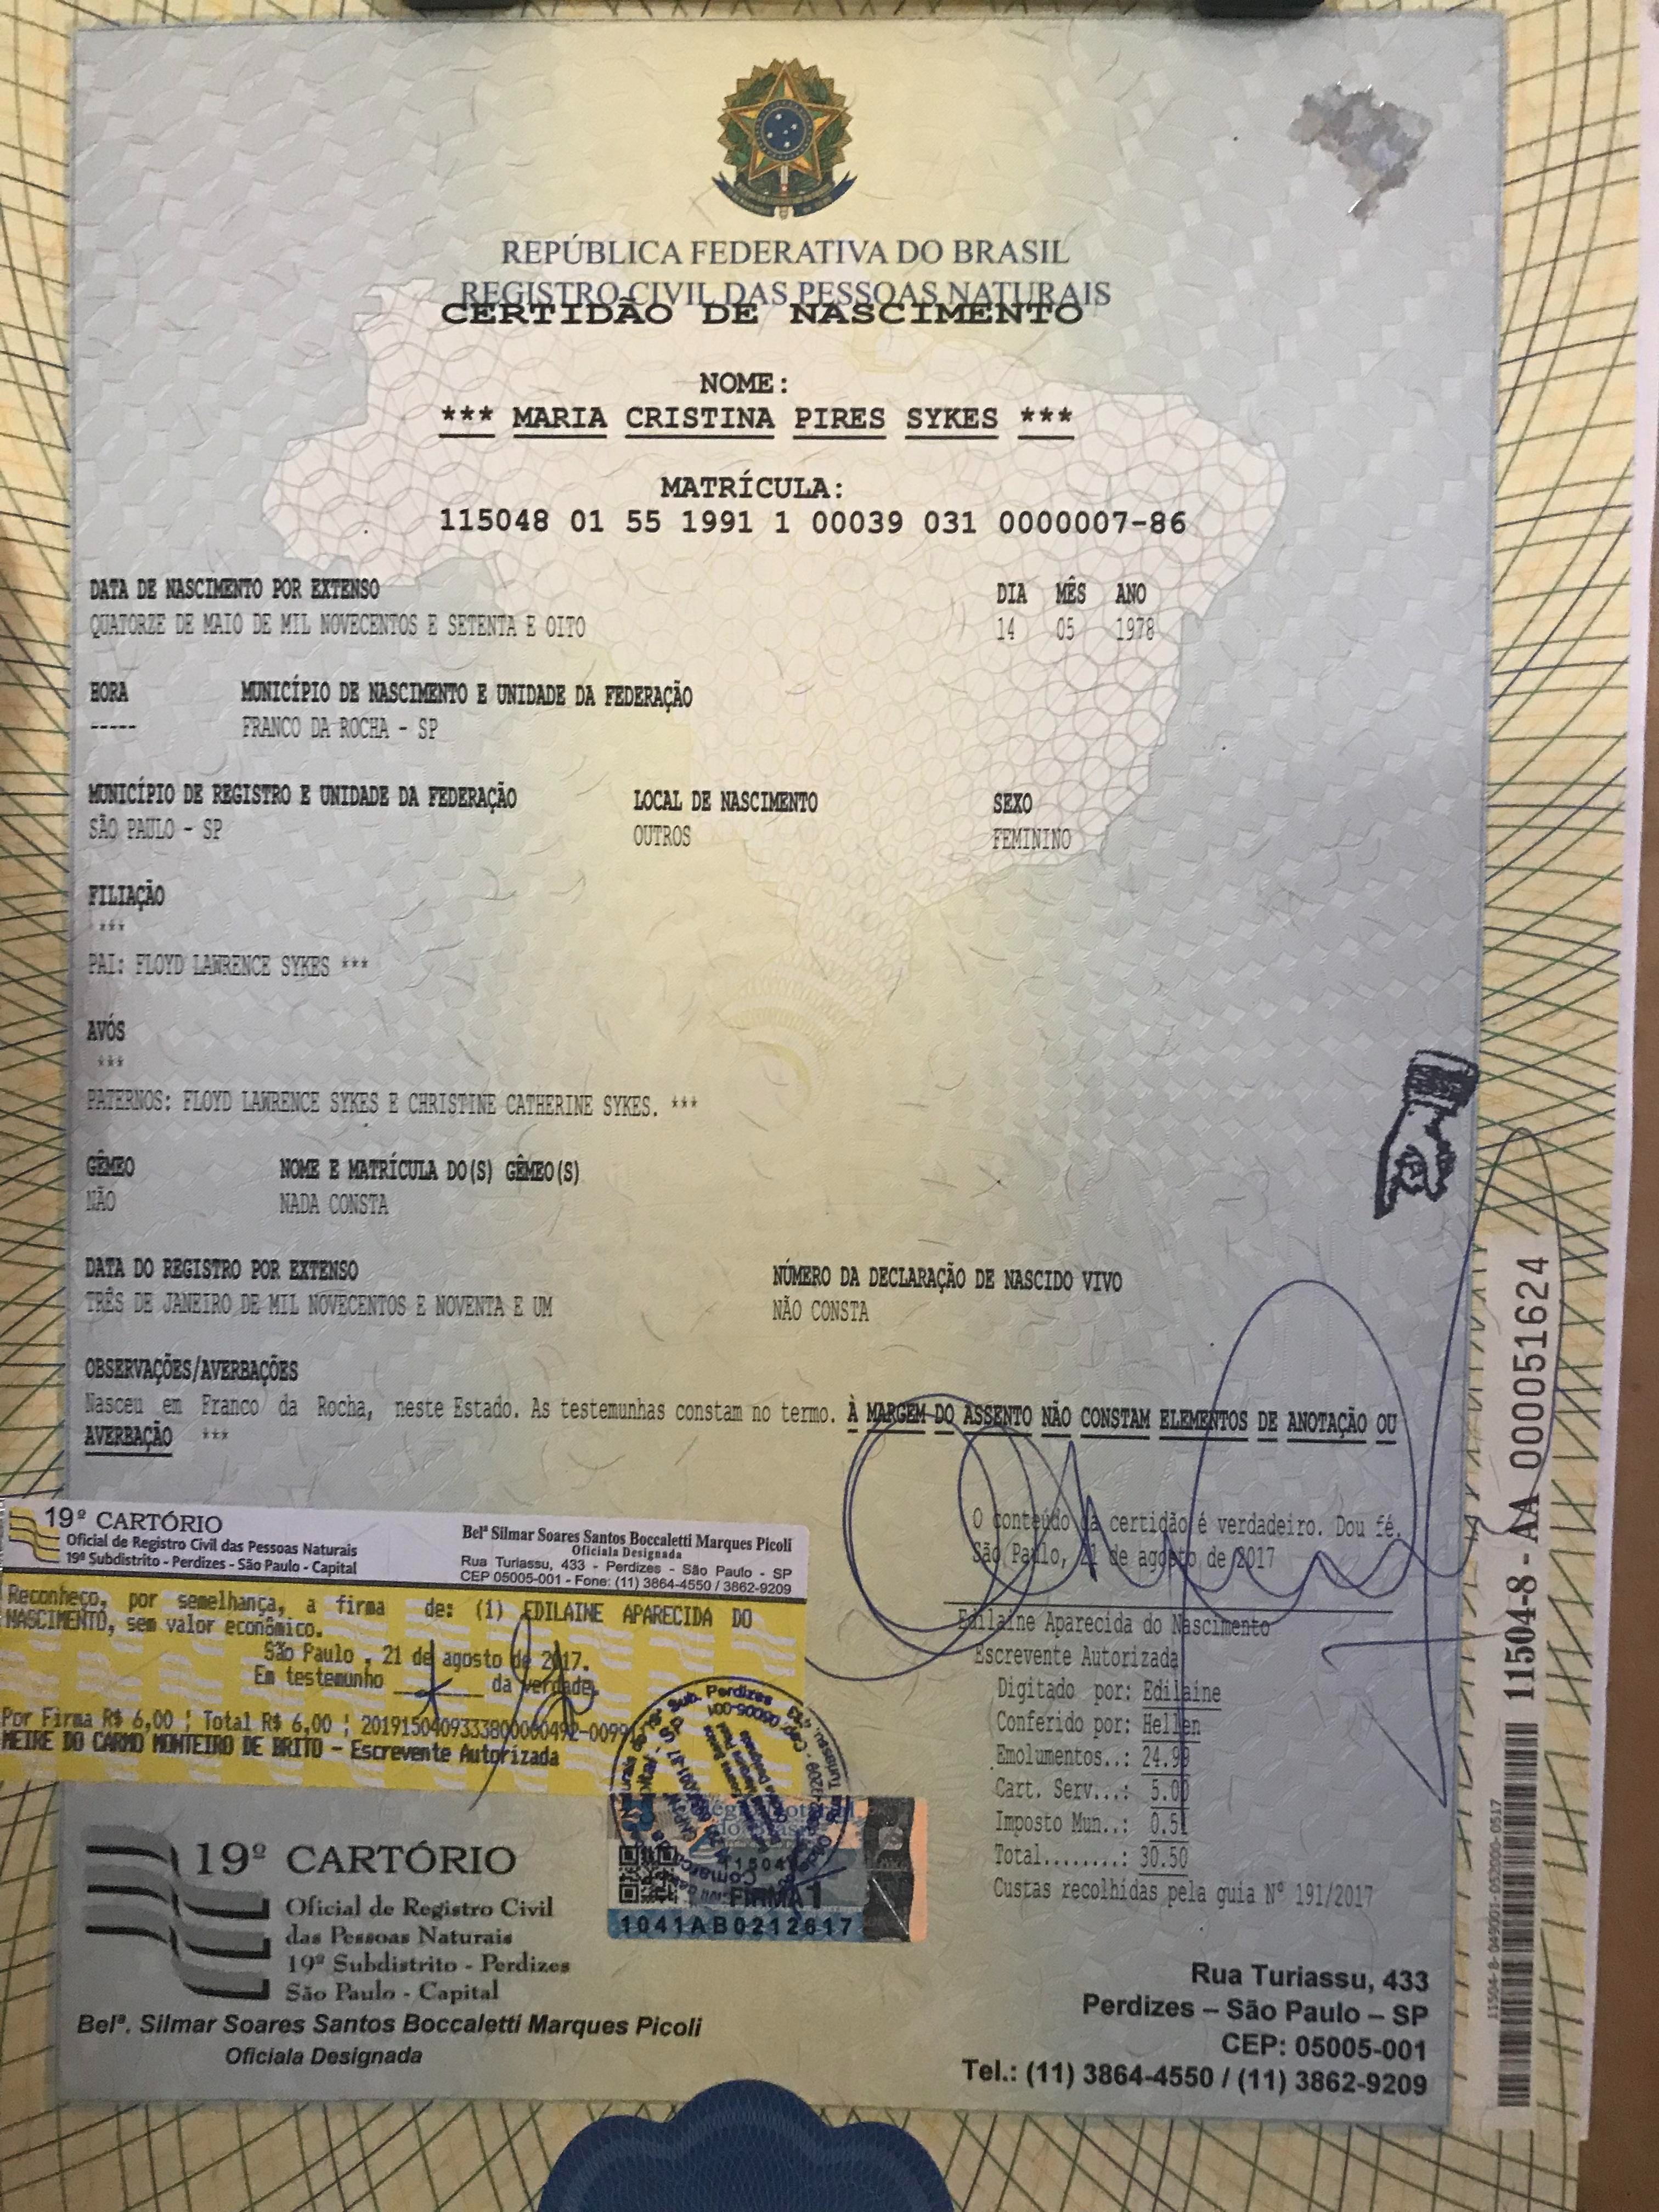 REPÚBLICA FEDERATIVA DO BRASIL
REGISTRO CIVIL DAS PESSOAS NATURAIS
CERTIDÃO DE NASCIMENTO
NOME:
*** MARIA CRISTINA PIRES SYKES ***
MATRÍCULA:
115048 01 55 1991 1 00039 031 0000007-86
DATA DE NASCIMENTO POR EXTENSO DIA MÊS ANO
QUATORZE DE MAIO DE MIL NOVECENTOS E SETENTA E OITO 14 05 1978
HORA MUNICÍPIO DE NASCIMENTO E UNIDADE DA FEDERAÇÃO
----- FRANCO DA ROCHA - SP
MUNICÍPIO DE REGISTRO E UNIDADE DA FEDERAÇÃO LOCAL DE NASCIMENTO SEXO
SÃO PAULO - SP OUTROS FEMININO
FILIAÇÃO
***
PAI: FLOYD LAWRENCE SYKES ***
AVÓS
***
PATERNOS: FLOYD LAWRENCE SYKES E CHRISTINE CATHERINE SYKES. ***
GÊMEO NOME E MATRÍCULA DO(S) GÊMEO(S)
NÃO NADA CONSTA
DATA DO REGISTRO POR EXTENSO NÚMERO DA DECLARAÇÃO DE NASCIDO VIVO
TRÊS DE JANEIRO DE MIL NOVECENTOS E NOVENTA E UM NÃO CONSTA
OBSERVAÇÕES/AVERBAÇÕES
Nasceu em Franco da Rocha, neste Estado. As testemunhas constam no termo. À MARGEM DO ASSENTO NÃO CONSTAM ELEMENTOS DE ANOTAÇÃO OU
AVERBAÇÃO ***
19º CARTÓRIO
Oficial de Registro Civil das Pessoas Naturais
19º Subdistrito - Perdizes - São Paulo - Capital
Belª Silmar Soares Santos Boccaletti Marques Picoli
Oficiala Designada
Rua Turiassu, 433 - Perdizes - São Paulo - SP
CEP 05005-001 - Fone: (11) 3864-4550 / 3862-9209
Reconheço, por semelhança, a firma de: (1) EDILAINE APARECIDA DO
NASCIMENTO, sem valor econômico.
São Paulo , 21 de agosto de 2017.
Em testemunho ______ da verdade.
Por Firma R$ 6,00 ¦ Total R$ 6,00 ¦
MEIRE DO CARMO MONTEIRO DE BRITO - Escrevente Autorizada
O conteúdo da certidão é verdadeiro. Dou fé.
São Paulo, 21 de agosto de 2017
Edilaine Aparecida do Nascimento
Escrevente Autorizada
Digitado por: Edilaine
Conferido por: Hellen
Emolumentos..: 24.99
Cart. Serv...: 5.00
Imposto Mun..: 0.51
Total........: 30.50
Custas recolhidas pela guia Nº 191/2017
FIRMA 1
1041AB0212617
19º CARTÓRIO
Oficial de Registro Civil
das Pessoas Naturais
19º Subdistrito - Perdizes
São Paulo - Capital
Belª. Silmar Soares Santos Boccaletti Marques Picoli
Oficiala Designada
Rua Turiassu, 433
Perdizes – São Paulo – SP
CEP: 05005-001
Tel.: (11) 3864-4550 / (11) 3862-9209
11504-8 - AA 000051624
11504-8-049001-052000-0517